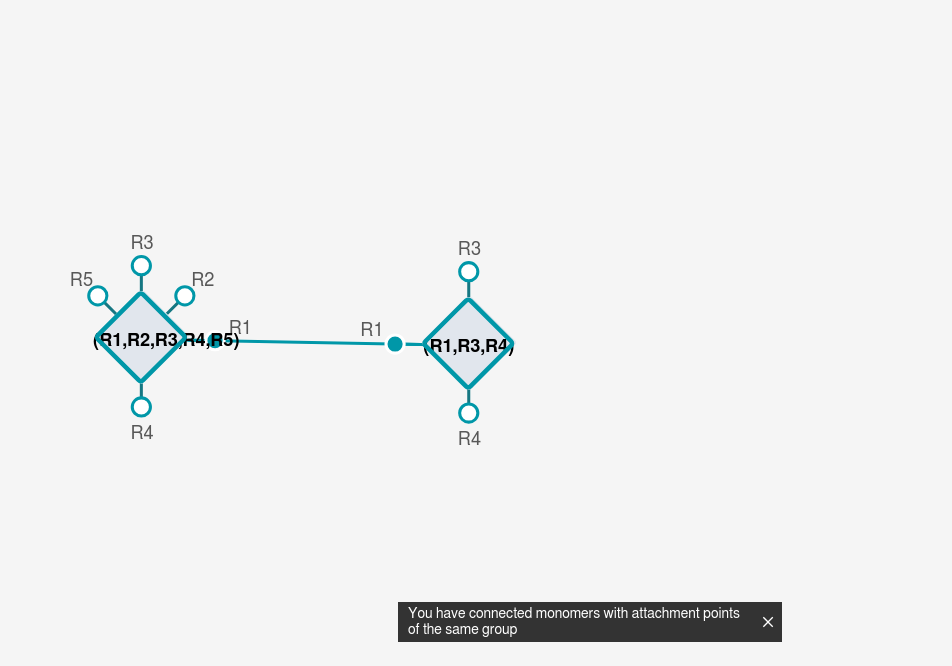 R3
R3
R5
R2
R1
R1
(R1,R2,R3,R4,R5)
(R1,R3,R4)
R4
R4
You have connected monomers with attachment points
of the same group